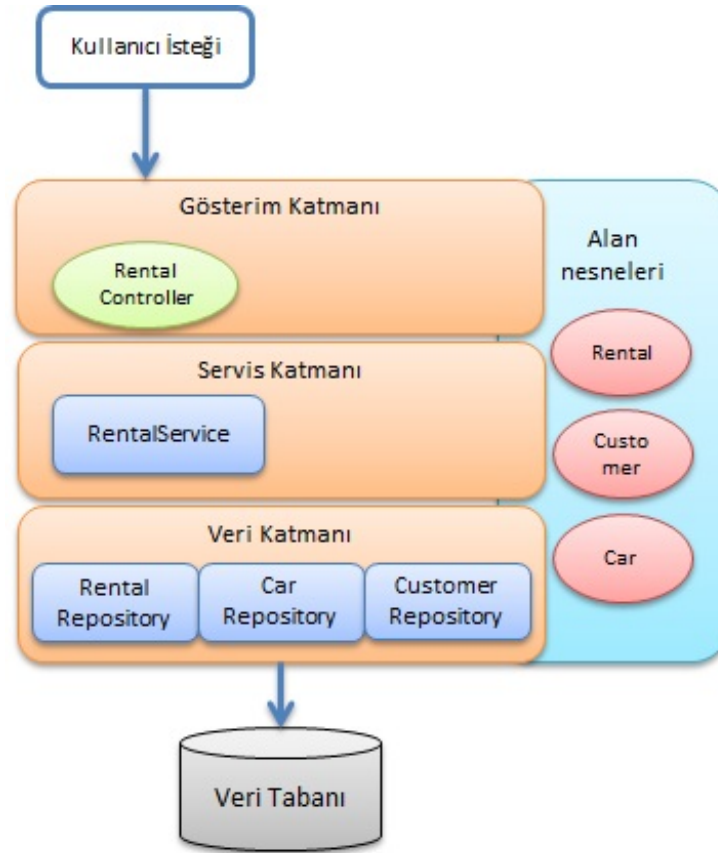 Kullanıcı İsteği
Gösterim Katmanı
Rental
Controller
Alan
nesneleri
Rental
Servis Katmanı
RentalService
Custo
mer
Veri Katmanı
Rental
Repository
Car
Repository
Customer
Repository
Car
Veri Tabanı